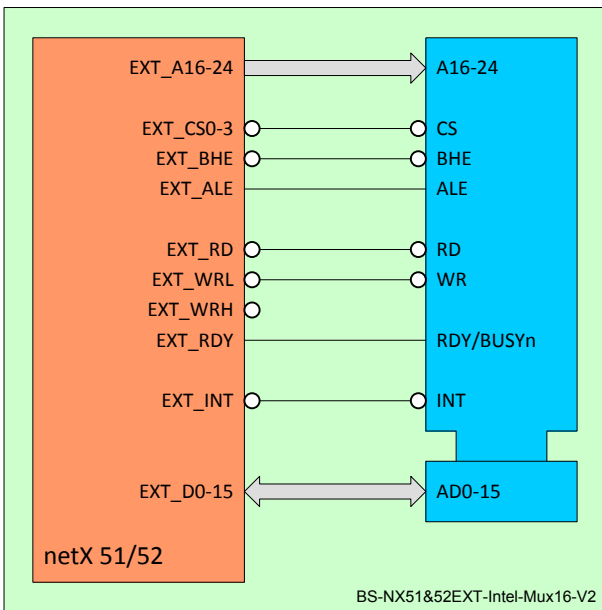 EXT_A16-24 A16-24
EXT_CS0-3 CS
EXT_BHE BHE
EXT_ALE ALE
EXT_RD RD
EXT_WRL WR
EXT_WRH
EXT_RDY RDY/BUSYn
EXT_INT INT
EXT_D0-15 AD0-15
netX 51/52
BS-NX51&52EXT-Intel-Mux16-V2